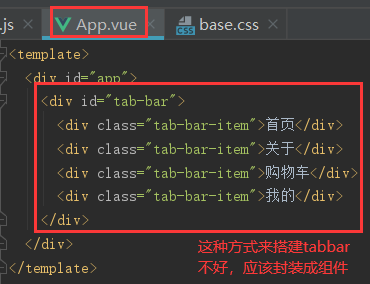 .js App.vue base.css
<template>
<div id="app">
<div id="tab-bar">
<div class="tab-bar-item">首页</div>
<div class="tab-bar-item">关于</div>
<div class="tab-bar-item">购物车</div>
<div class="tab-bar-item">我的</div>
</div>
</div>
</template>
这种方式来搭建tabbar
不好，应该封装成组件